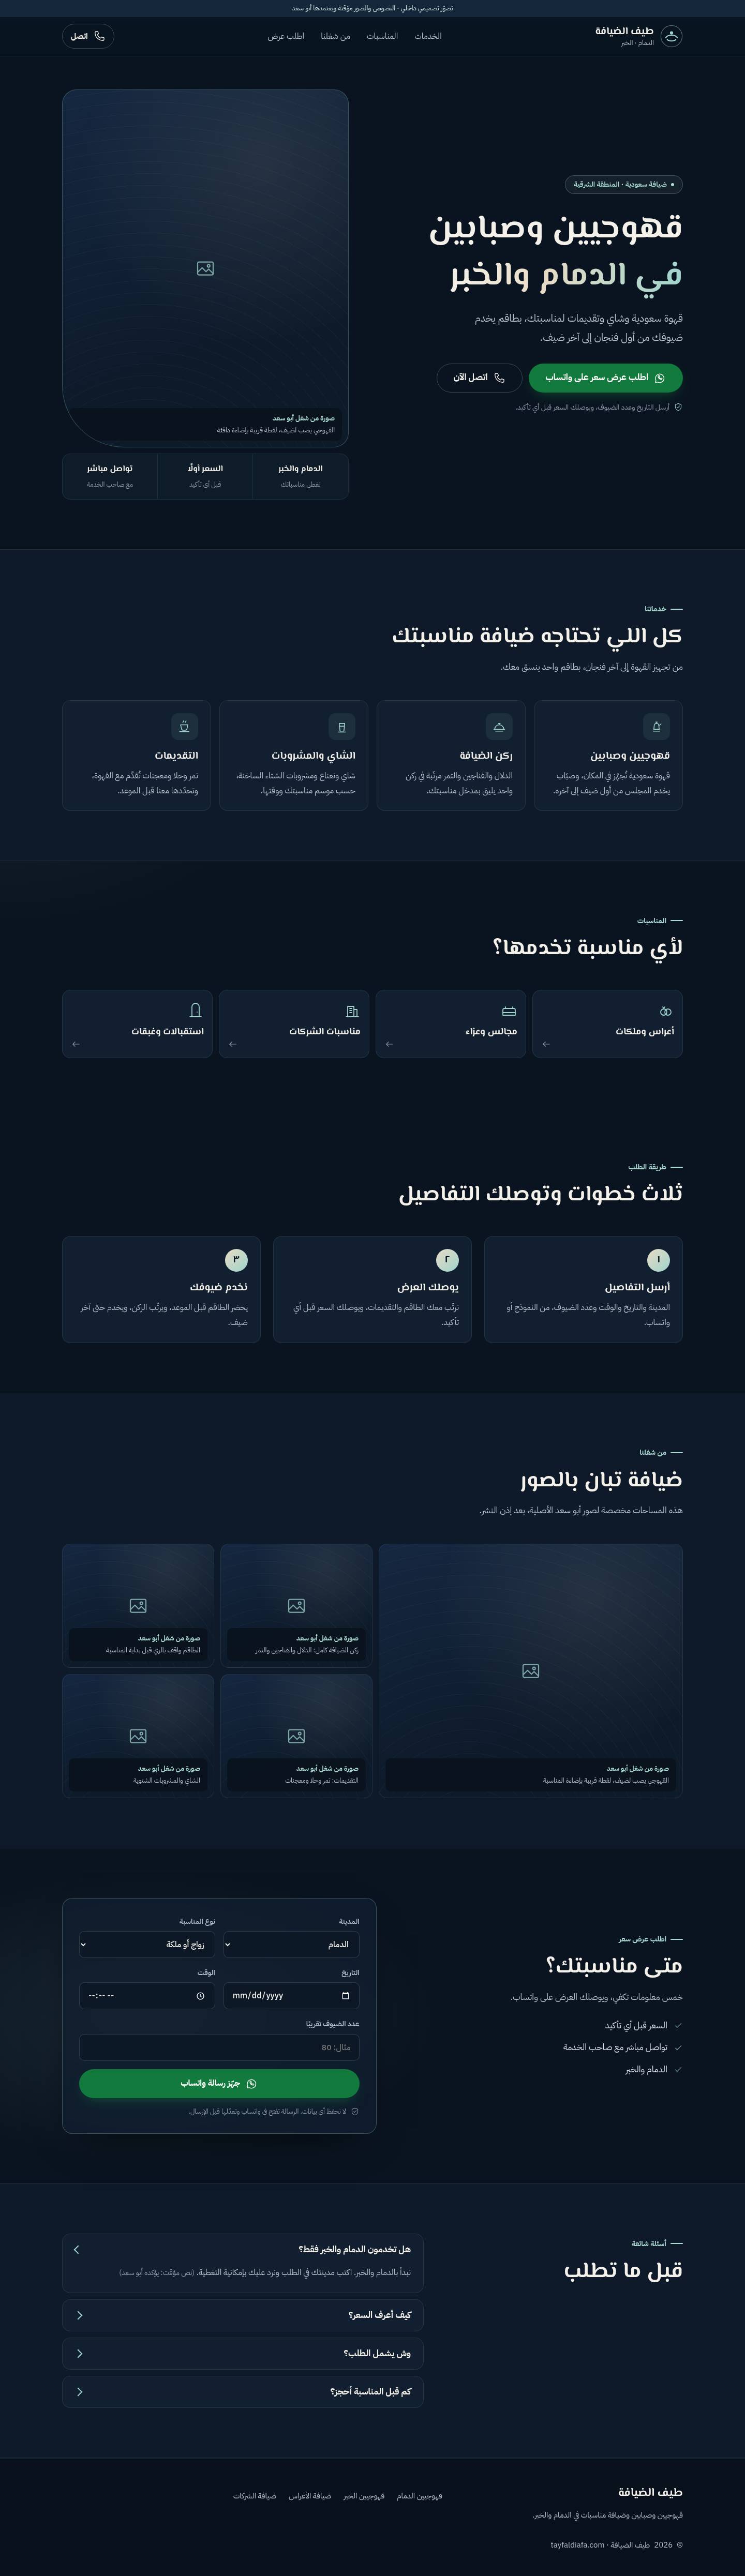 تصوّر تصميمي داخلي · النصوص والصور مؤقتة ويعتمدها أبو سعد
طيف الضيافة
الدمام · الخبر
الخدمات
المناسبات
من شغلنا
اطلب عرض
اتصل
ضيافة سعودية · المنطقة الشرقية
قهوجيين وصبابين
في الدمام والخبر
قهوة سعودية وشاي وتقديمات لمناسبتك، بطاقم يخدم
ضيوفك من أول فنجان إلى آخر ضيف.
اطلب عرض سعر على واتساب
اتصل الآن
أرسل التاريخ وعدد الضيوف، ويوصلك السعر قبل أي تأكيد.
صورة من شغل أبو سعد
القهوجي يصب لضيف، لقطة قريبة بإضاءة دافئة
الدمام والخبر
نغطي مناسباتك
السعر أولًا
قبل أي تأكيد
تواصل مباشر
مع صاحب الخدمة
خدماتنا
كل اللي تحتاجه ضيافة مناسبتك
من تجهيز القهوة إلى آخر فنجان، بطاقم واحد ينسق معك.
قهوجيين وصبابين
قهوة سعودية تُجهّز في المكان، وصبّاب
يخدم المجلس من أول ضيف إلى آخره.
ركن الضيافة
الدلال والفناجين والتمر مرتّبة في ركن
واحد يليق بمدخل مناسبتك.
الشاي والمشروبات
شاي ونعناع ومشروبات الشتاء الساخنة،
حسب موسم مناسبتك ووقتها.
التقديمات
تمر وحلا ومعجنات تُقدَّم مع القهوة،
وتحدّدها معنا قبل الموعد.
المناسبات
لأي مناسبة تخدمها؟
أعراس وملكات
مجالس وعزاء
مناسبات الشركات
استقبالات وغبقات
طريقة الطلب
ثلاث خطوات وتوصلك التفاصيل
١
أرسل التفاصيل
المدينة والتاريخ والوقت وعدد الضيوف، من النموذج أو
واتساب.
٢
يوصلك العرض
نرتّب معك الطاقم والتقديمات، ويوصلك السعر قبل أي
تأكيد.
٣
نخدم ضيوفك
يحضر الطاقم قبل الموعد، ويرتّب الركن، ويخدم حتى آخر
ضيف.
من شغلنا
ضيافة تبان بالصور
هذه المساحات مخصصة لصور أبو سعد الأصلية، بعد إذن النشر.
صورة من شغل أبو سعد
القهوجي يصب لضيف، لقطة قريبة بإضاءة المناسبة
صورة من شغل أبو سعد
ركن الضيافة كامل: الدلال والفناجين والتمر
صورة من شغل أبو سعد
الطاقم واقف بالزي قبل بداية المناسبة
صورة من شغل أبو سعد
التقديمات: تمر وحلا ومعجنات
صورة من شغل أبو سعد
الشاي والمشروبات الشتوية
اطلب عرض سعر
متى مناسبتك؟
خمس معلومات تكفي، ويوصلك العرض على واتساب.
السعر قبل أي تأكيد
تواصل مباشر مع صاحب الخدمة
الدمام والخبر
المدينة
الدمام
نوع المناسبة
زواج أو ملكة
التاريخ
mm/dd/yyyy
الوقت
--:-- --
عدد الضيوف تقريبًا
مثال: 80
جهّز رسالة واتساب
لا نحفظ أي بيانات. الرسالة تفتح في واتساب وتعدّلها قبل الإرسال.
أسئلة شائعة
قبل ما تطلب
هل تخدمون الدمام والخبر فقط؟
نبدأ بالدمام والخبر. اكتب مدينتك في الطلب ونرد عليك بإمكانية التغطية. (نص مؤقت: يؤكده أبو سعد)
كيف أعرف السعر؟
وش يشمل الطلب؟
كم قبل المناسبة أحجز؟
طيف الضيافة
قهوجيين وصبابين وضيافة مناسبات في الدمام والخبر.
قهوجيين الدمام
قهوجيين الخبر
ضيافة الأعراس
ضيافة الشركات
© 2026 طيف الضيافة · tayfaldiafa.com